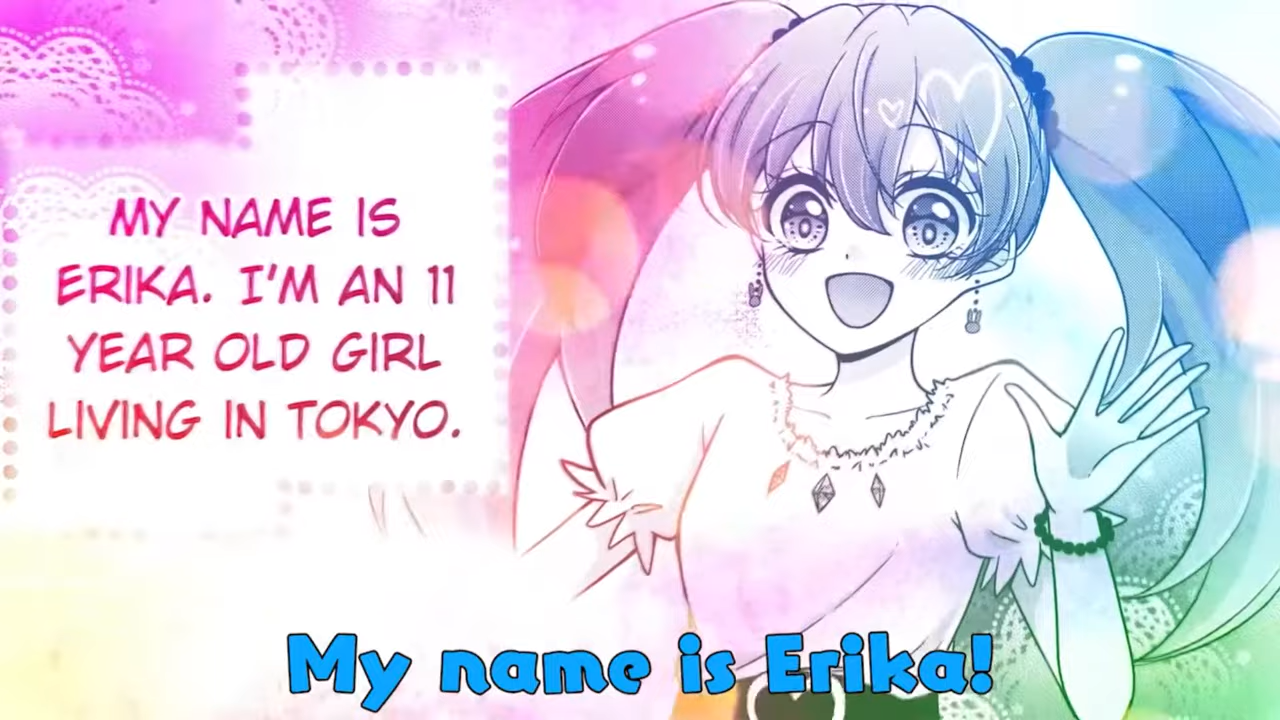 MY NAME IS
ERIKA. I'M AN 11
YEAR OLD GIRL
LIVING IN TOKYO.
My name is Erika!